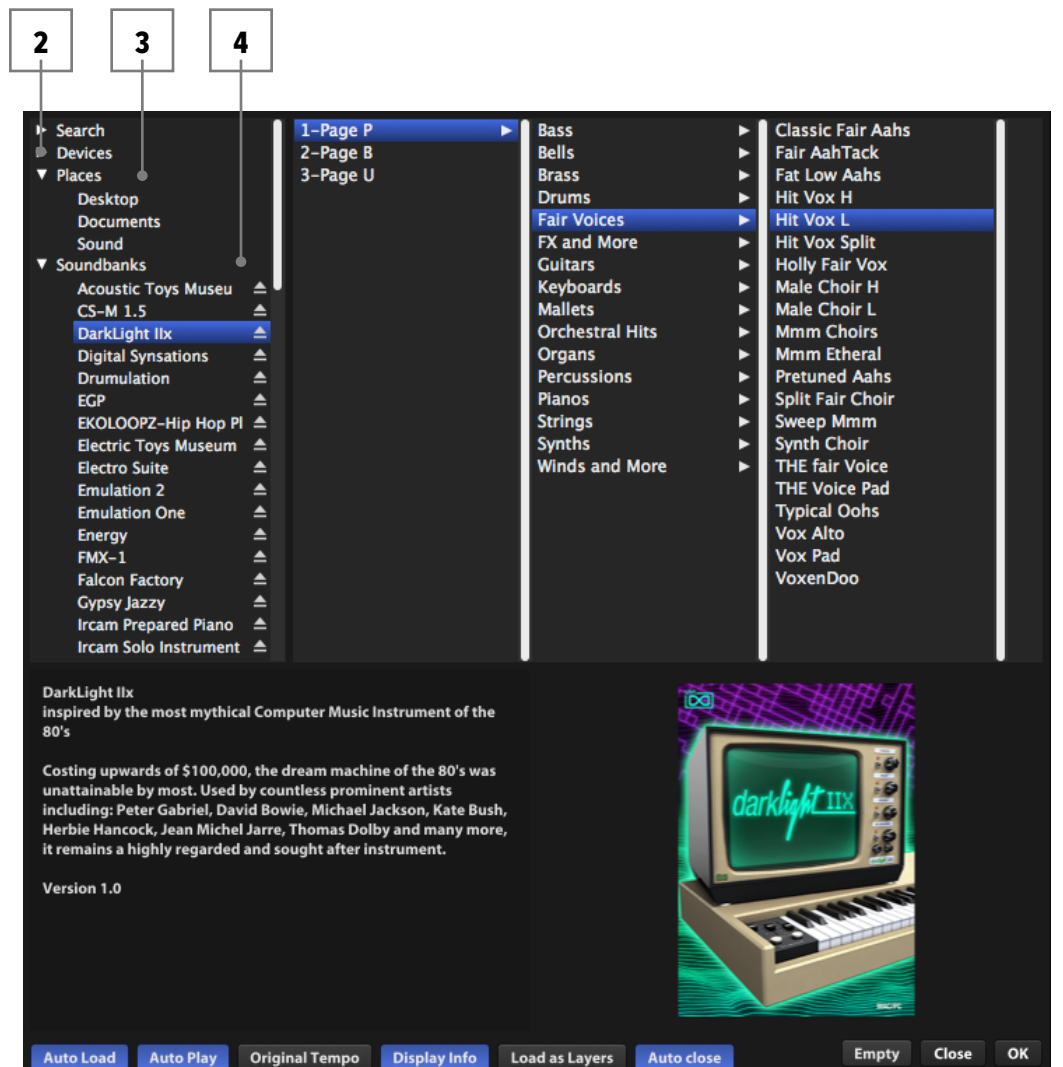 2 3 4
Search
Devices
Places
Desktop
Documents
Sound
Soundbanks
Acoustic Toys Museu
CS-M 1.5
DarkLight IIx
Digital Synsations
Drumulation
EGP
EKOLOOPZ-Hip Hop Pl
Electric Toys Museum
Electro Suite
Emulation 2
Emulation One
Energy
FMX-1
Falcon Factory
Gypsy Jazzy
Ircam Prepared Piano
Ircam Solo Instrument
1-Page P
2-Page B
3-Page U
Bass
Bells
Brass
Drums
Fair Voices
FX and More
Guitars
Keyboards
Mallets
Orchestral Hits
Organs
Percussions
Pianos
Strings
Synths
Winds and More
Classic Fair Aahs
Fair AahTack
Fat Low Aahs
Hit Vox H
Hit Vox L
Hit Vox Split
Holly Fair Vox
Male Choir H
Male Choir L
Mmm Choirs
Mmm Etheral
Pretuned Aahs
Split Fair Choir
Sweep Mmm
Synth Choir
THE fair Voice
THE Voice Pad
Typical Oohs
Vox Alto
Vox Pad
VoxenDoo
DarkLight IIx
inspired by the most mythical Computer Music Instrument of the
80's
Costing upwards of $100,000, the dream machine of the 80's was
unattainable by most. Used by countless prominent artists
including: Peter Gabriel, David Bowie, Michael Jackson, Kate Bush,
Herbie Hancock, Jean Michel Jarre, Thomas Dolby and many more,
it remains a highly regarded and sought after instrument.
Version 1.0
darklight IIX
MAC/PC
Auto Load Auto Play Original Tempo Display Info Load as Layers Auto close Empty Close OK